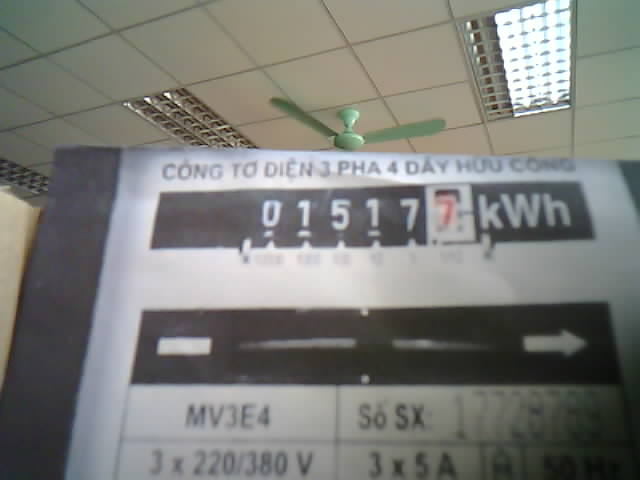 CÔNG TƠ ĐIỆN 3 PHA 4 DÂY HỮU CÔNG
015177 kWh
MV3E4 Số SX: 17728789
3 x 220/380 V 3 x 5 A 50 Hz